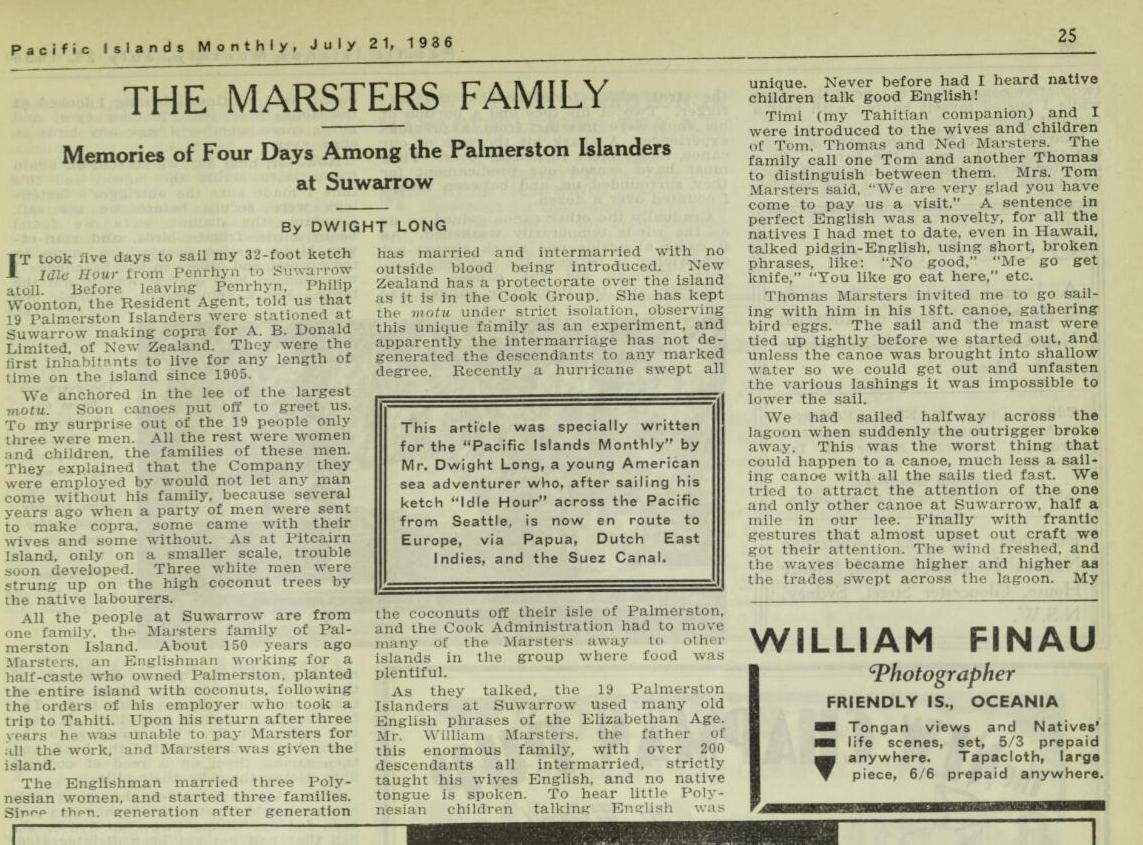 Pacific Islands Monthly, July 21, 1936
25
THE MARSTERS FAMILY
Memories of Four Days Among the Palmerston Islanders
at Suwarrow
By DWIGHT LONG
IT took five days to sail my 32-foot ketch
Idle Hour from Penrhyn to Suwarrow
atoll. Before leaving Penrhyn, Philip
Woonton, the Resident Agent, told us that
19 Palmerston Islanders were stationed at
Suwarrow making copra for A. B. Donald
Limited, of New Zealand. They were the
first inhabitants to live for any length of
time on the island since 1905.
We anchored in the lee of the largest
motu. Soon canoes put off to greet us.
To my surprise out of the 19 people only
three were men. All the rest were women
and children, the families of these men.
They explained that the Company they
were employed by would not let any man
come without his family, because several
years ago when a party of men were sent
to make copra, some came with their
wives and some without. As at Pitcairn
Island, only on a smaller scale, trouble
soon developed. Three white men were
strung up on the high coconut trees by
the native labourers.
All the people at Suwarrow are from
one family, the Marsters family of Pal-
merston Island. About 150 years ago
Marsters, an Englishman working for a
half-caste who owned Palmerston, planted
the entire island with coconuts, following
the orders of his employer who took a
trip to Tahiti. Upon his return after three
years he was unable to pay Marsters for
all the work, and Marsters was given the
island.
The Englishman married three Poly-
nesian women, and started three families.
Since then, generation after generation
has married and intermarried with no
outside blood being introduced. New
Zealand has a protectorate over the island
as it is in the Cook Group. She has kept
the motu under strict isolation, observing
this unique family as an experiment, and
apparently the intermarriage has not de-
generated the descendants to any marked
degree. Recently a hurricane swept all
This article was specially written
for the "Pacific Islands Monthly" by
Mr. Dwight Long, a young American
sea adventurer who, after sailing his
ketch "Idle Hour" across the Pacific
from Seattle, is now en route to
Europe, via Papua, Dutch East
Indies, and the Suez Canal.
the coconuts off their isle of Palmerston,
and the Cook Administration had to move
many of the Marsters away to other
islands in the group where food was
plentiful.
As they talked, the 19 Palmerston
Islanders at Suwarrow used many old
English phrases of the Elizabethan Age.
Mr. William Marsters, the father of
this enormous family, with over 200
descendants all intermarried, strictly
taught his wives English, and no native
tongue is spoken. To hear little Poly-
nesian children talking English was
unique. Never before had I heard native
children talk good English!
Timi (my Tahitian companion) and I
were introduced to the wives and children
of Tom, Thomas and Ned Marsters. The
family call one Tom and another Thomas
to distinguish between them. Mrs. Tom
Marsters said, "We are very glad you have
come to pay us a visit." A sentence in
perfect English was a novelty, for all the
natives I had met to date, even in Hawaii,
talked pidgin-English, using short, broken
phrases, like: "No good," "Me go get
knife," "You like go eat here," etc.
Thomas Marsters invited me to go sail-
ing with him in his 18ft. canoe, gathering
bird eggs. The sail and the mast were
tied up tightly before we started out, and
unless the canoe was brought into shallow
water so we could get out and unfasten
the various lashings it was impossible to
lower the sail.
We had sailed halfway across the
lagoon when suddenly the outrigger broke
away. This was the worst thing that
could happen to a canoe, much less a sail-
ing canoe with all the sails tied fast. We
tried to attract the attention of the one
and only other canoe at Suwarrow, half a
mile in our lee. Finally with frantic
gestures that almost upset out craft we
got their attention. The wind freshed, and
the waves became higher and higher as
the trades swept across the lagoon. My
WILLIAM FINAU
Photographer
FRIENDLY IS., OCEANIA
Tongan views and Natives'
life scenes, set, 5/3 prepaid
anywhere. Tapacloth, large
piece, 6/6 prepaid anywhere.